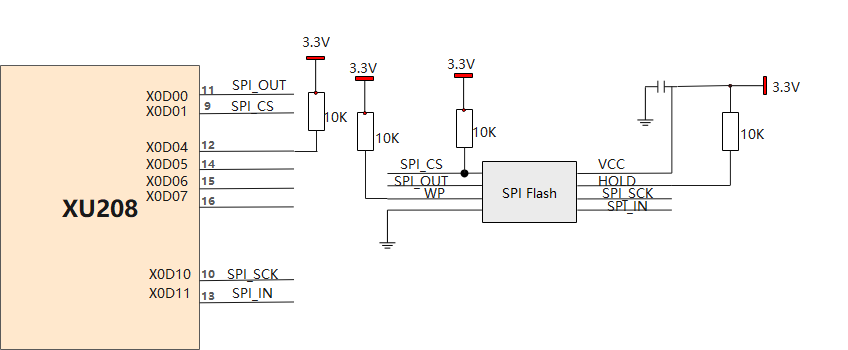 3.3V
3.3V
3.3V
3.3V
X0D00
11
SPI_OUT
X0D01
9
SPI_CS
10K
10K
10K
10K
X0D04
12
X0D05
14
X0D06
15
X0D07
16
XU208
SPI_CS
SPI_OUT
WP
SPI Flash
VCC
HOLD
SPI_SCK
SPI_IN
X0D10
10
SPI_SCK
X0D11
13
SPI_IN